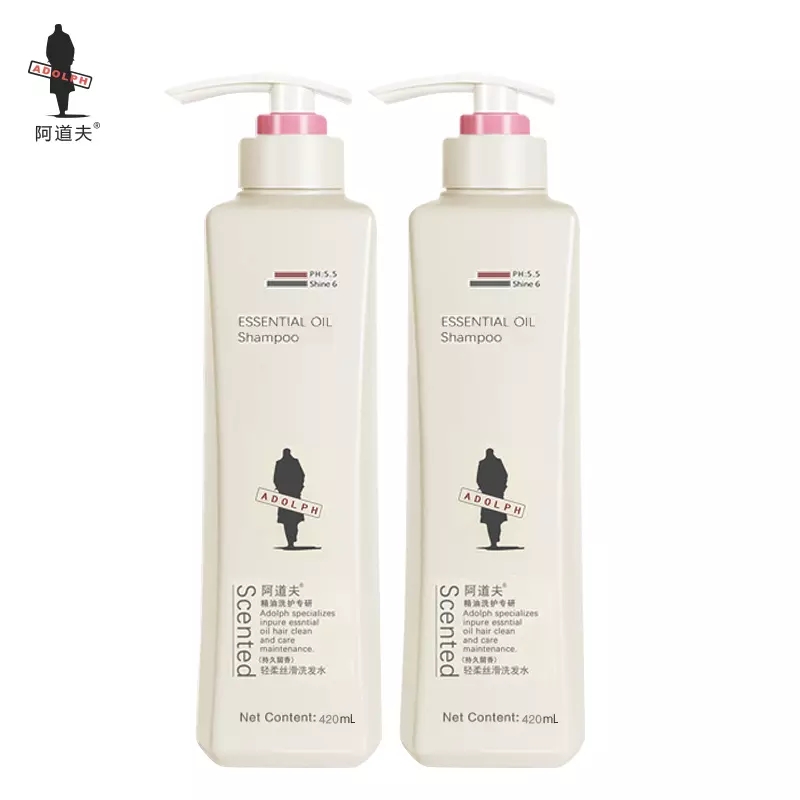 ADOLPH
阿道夫®
PH:5.5
Shine 6
ESSENTIAL OIL
Shampoo
ADOLPH
Scented
阿道夫®
精油洗护专研
Adolph specializes
inpure essntial
oil hair clean
and care
maintenance.
(持久留香)
轻柔丝滑洗发水
Net Content: 420mL
PH:5.5
Shine 6
ESSENTIAL OIL
Shampoo
ADOLPH
Scented
阿道夫®
精油洗护专研
Adolph specializes
inpure essntial
oil hair clean
and care
maintenance.
(持久留香)
轻柔丝滑洗发水
Net Content: 420mL